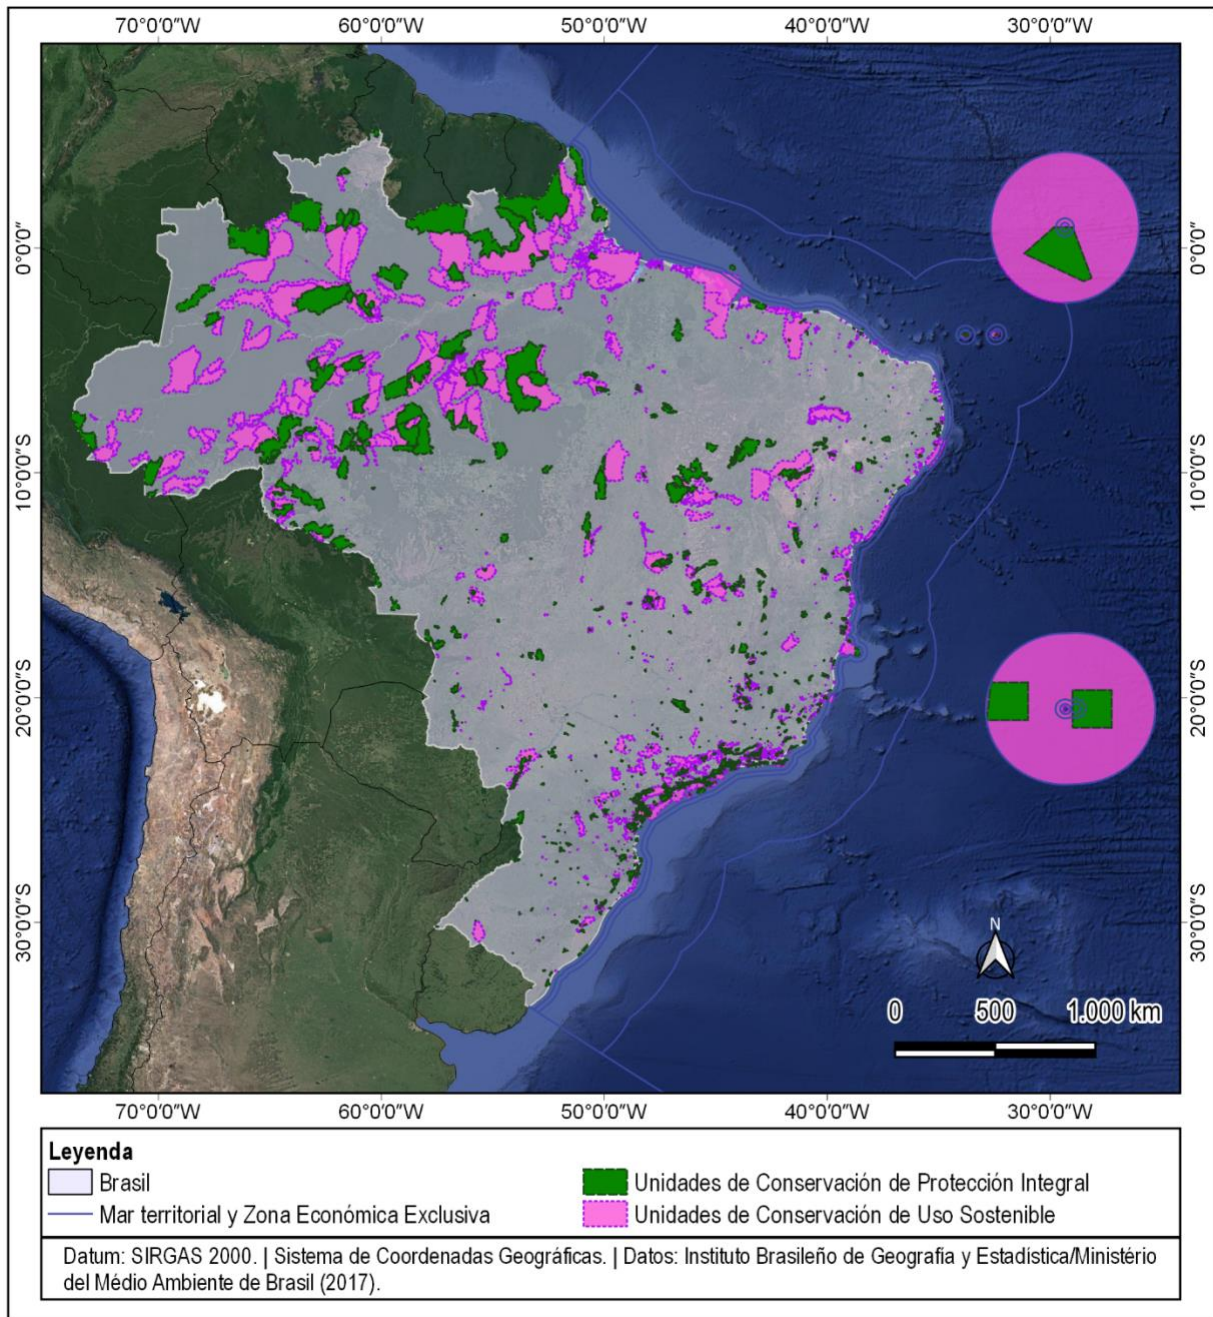 70°0'0"W 60°0'0"W 50°0'0"W 40°0'0"W 30°0'0"W
0°0'0" 0°0'0"
10°0'0"S 10°0'0"S
20°0'0"S 20°0'0"S
30°0'0"S 30°0'0"S
N
0 500 1.000 km
70°0'0"W 60°0'0"W 50°0'0"W 40°0'0"W 30°0'0"W
Leyenda
Brasil
Mar territorial y Zona Económica Exclusiva
Unidades de Conservación de Protección Integral
Unidades de Conservación de Uso Sostenible
Datum: SIRGAS 2000. | Sistema de Coordenadas Geográficas. | Datos: Instituto Brasileño de Geografía y Estadística/Ministério
del Médio Ambiente de Brasil (2017).